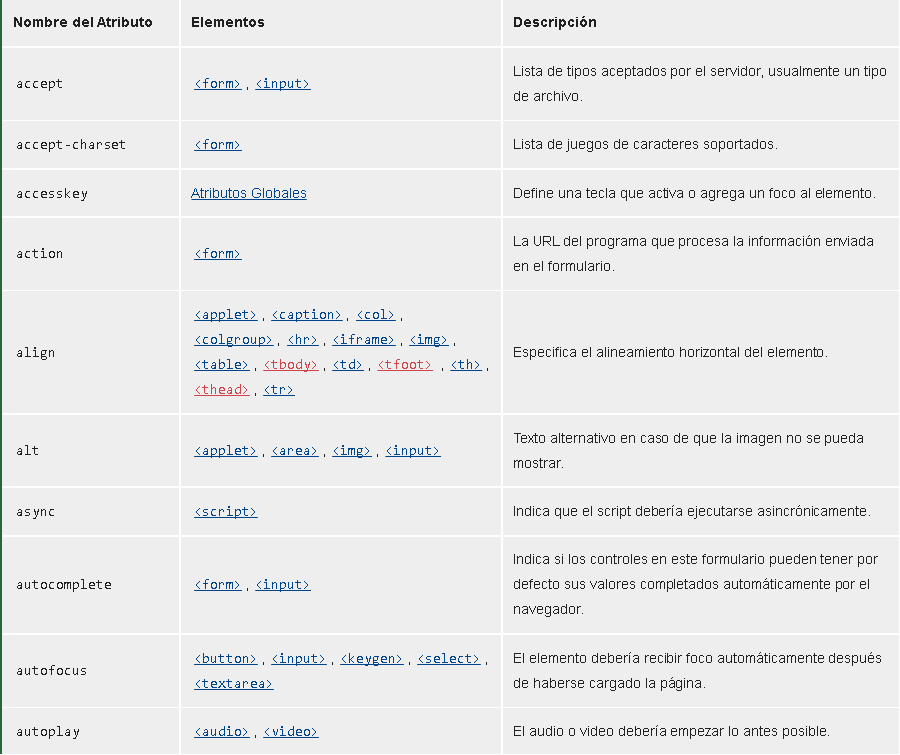 Nombre del Atributo Elementos Descripción
accept <form> , <input> Lista de tipos aceptados por el servidor, usualmente un tipo
de archivo.
accept-charset <form> Lista de juegos de caracteres soportados.
accesskey Atributos Globales Define una tecla que activa o agrega un foco al elemento.
action <form> La URL del programa que procesa la información enviada
en el formulario.
align <applet> , <caption> , <col> ,
<colgroup> , <hr> , <iframe> , <img> ,
<table> , <tbody> , <td> , <tfoot> , <th> ,
<thead> , <tr>
Especifica el alineamiento horizontal del elemento.
alt <applet> , <area> , <img> , <input> Texto alternativo en caso de que la imagen no se pueda
mostrar.
async <script> Indica que el script debería ejecutarse asincrónicamente.
autocomplete <form> , <input> Indica si los controles en este formulario pueden tener por
defecto sus valores completados automáticamente por el
navegador.
autofocus <button> , <input> , <keygen> , <select> ,
<textarea>
El elemento debería recibir foco automáticamente después
de haberse cargado la página.
autoplay <audio> , <video> El audio o video debería empezar lo antes posible.